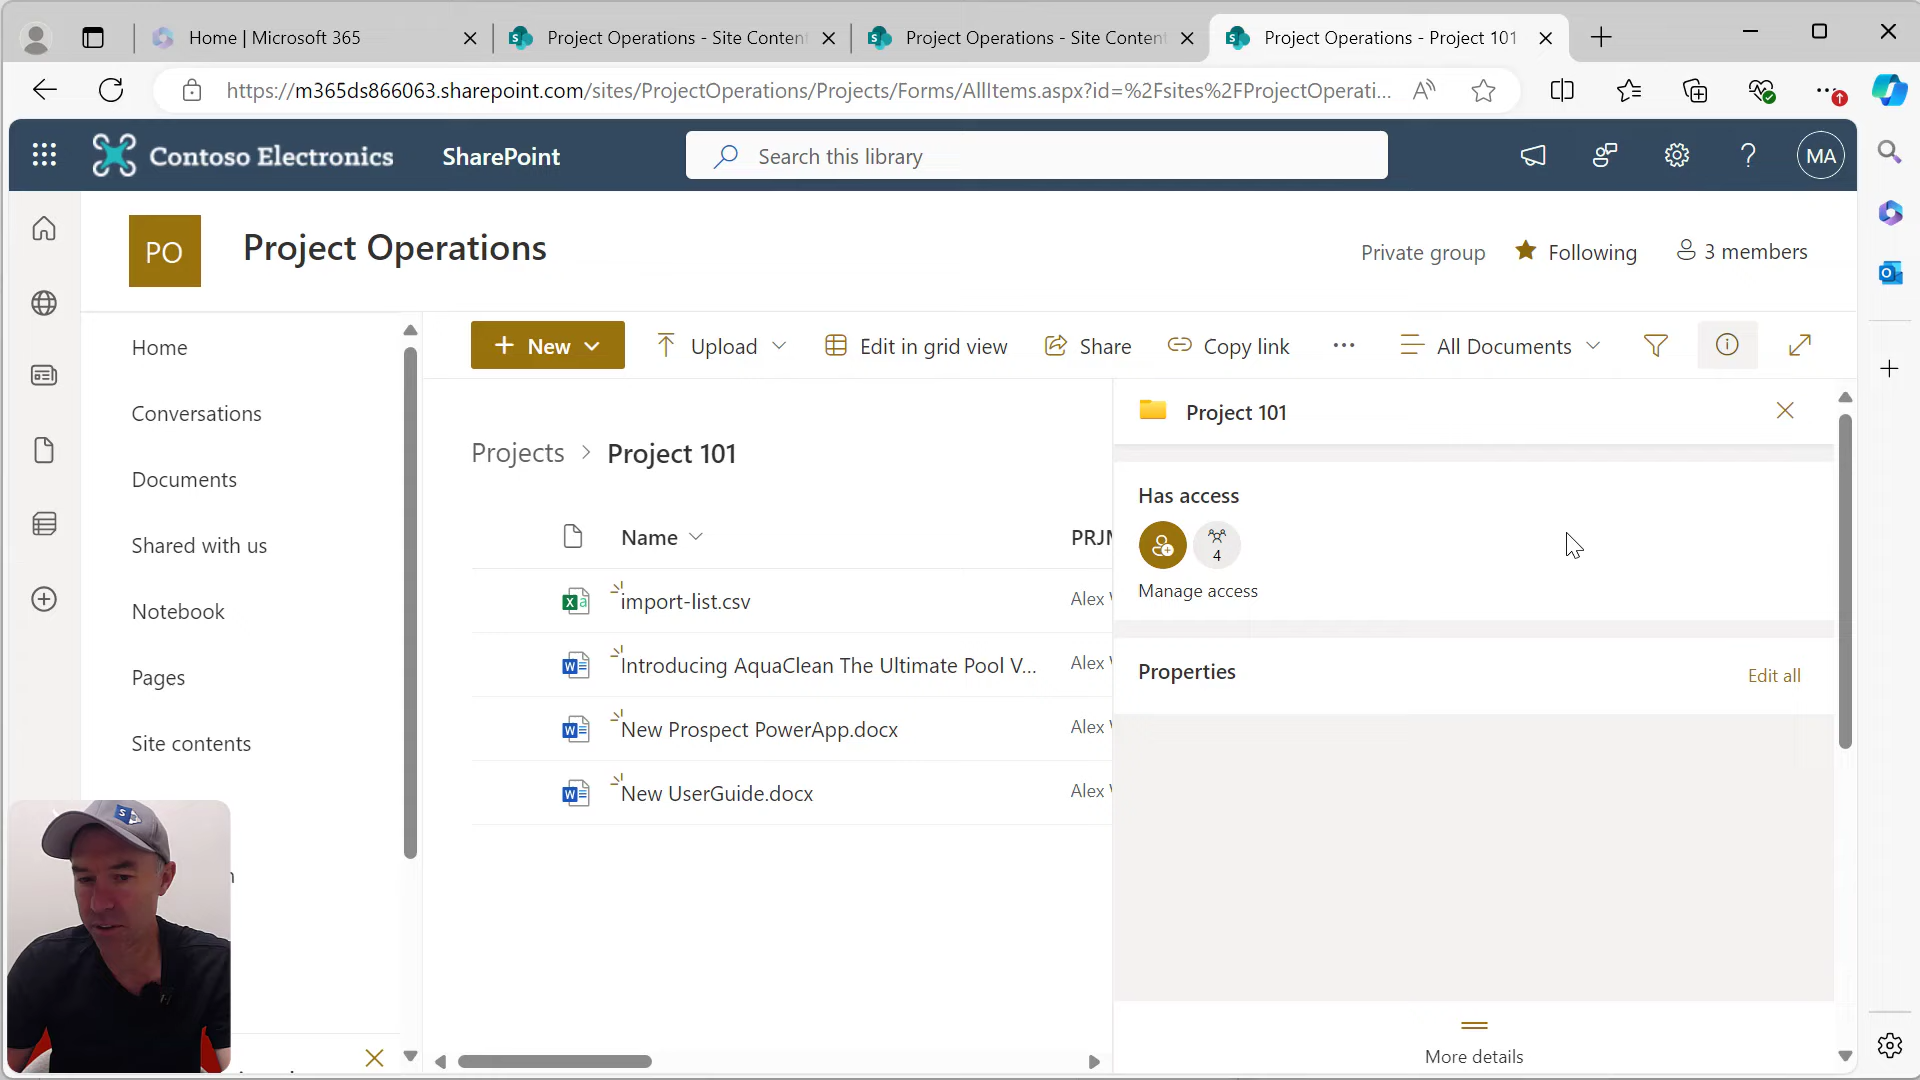 Home | Microsoft 365
Project Operations - Site Conten
Project Operations - Site Content
Project Operations - Project 101
https://m365ds866063.sharepoint.com/sites/ProjectOperations/Projects/Forms/AllItems.aspx?id=%2Fsites%2FProjectOperati...
Contoso Electronics
SharePoint
Search this library
MA
PO
Project Operations
Private group
Following
3 members
Home
Conversations
Documents
Shared with us
Notebook
Pages
Site contents
New
Upload
Edit in grid view
Share
Copy link
All Documents
Projects > Project 101
Name
PRJM
import-list.csv
Alex
Introducing AquaClean The Ultimate Pool V...
Alex
New Prospect PowerApp.docx
Alex
New UserGuide.docx
Alex
Project 101
Has access
4
Manage access
Properties
Edit all
More details